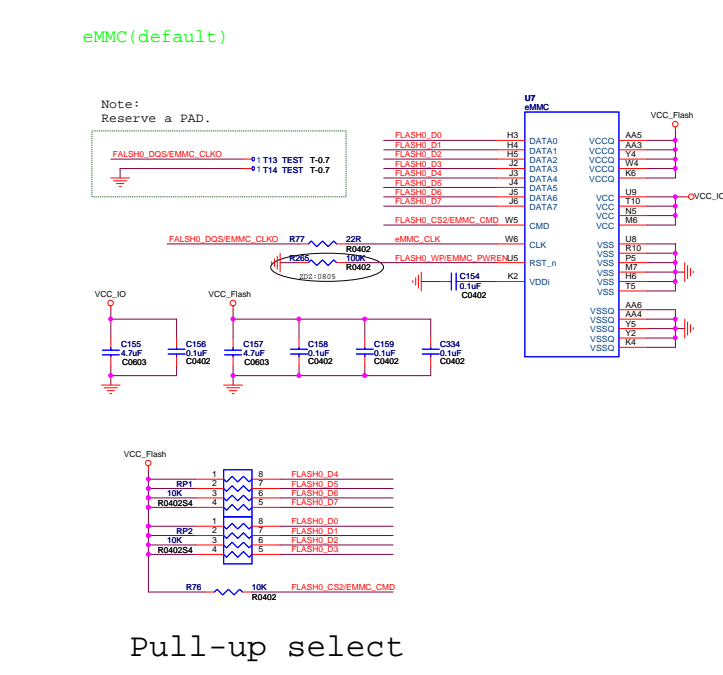 eMMC(default)
Note:
Reserve a PAD.
FALSH0_DQS/EMMC_CLKO 1 T13 TEST T-0.7
1 T14 TEST T-0.7
U7
eMMC
VCC_Flash
FLASH0_D0 H3 DATA0 VCCQ AA5
FLASH0_D1 H4 DATA1 VCCQ AA3
FLASH0_D2 H5 DATA2 VCCQ Y4
FLASH0_D3 J2 DATA3 VCCQ W4
FLASH0_D4 J3 DATA4 VCCQ K6
FLASH0_D5 J4 DATA5
FLASH0_D6 J5 DATA6 VCC U9 VCC_IO
FLASH0_D7 J6 DATA7 VCC T10
VCC N5
FLASH0_CS2/EMMC_CMD W5 CMD VCC M6
FALSH0_DQS/EMMC_CLKO R77 22R R0402 eMMC_CLK W6 CLK VSS U8
VSS R10
R265 100K R0402 FLASH0_WP/EMMC_PWREN U5 RST_n VSS P5
ZDZ-0805
VSS M7
C154 0.1uF C0402 K2 VDDi VSS H6
VSS T5
VSSQ AA6
VSSQ AA4
VSSQ Y5
VSSQ Y2
VSSQ K4
VCC_IO VCC_Flash
C155 C156 C157 C158 C159 C334
4.7uF 0.1uF 4.7uF 0.1uF 0.1uF 0.1uF
C0603 C0402 C0603 C0402 C0402 C0402
VCC_Flash
1 8 FLASH0_D4
RP1 2 7 FLASH0_D5
10K 3 6 FLASH0_D6
R0402S4 4 5 FLASH0_D7
1 8 FLASH0_D0
RP2 2 7 FLASH0_D1
10K 3 6 FLASH0_D2
R0402S4 4 5 FLASH0_D3
R76 10K FLASH0_CS2/EMMC_CMD
R0402
Pull-up select